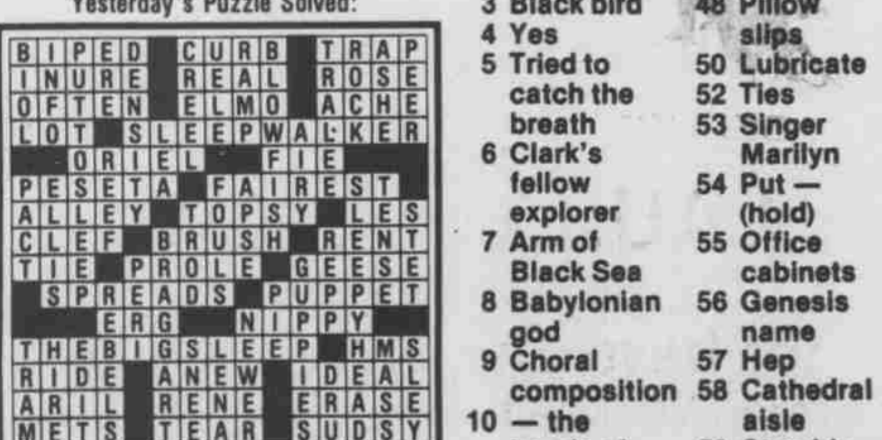 Yesterday's Puzzle Solved:
BIPED CURB TRAP
INURE REAL ROSE
OFTEN ELMO ACHE
LOT SLEEPWALKER
ORIEL FIE
PESETA FAIREST
ALLEY TOPSY LES
CLEF BRUSH RENT
TIE PROLE GEESE
SPREADS PUPPET
ERG NIPPY
THEBIGSLEEP HMS
RIDE ANEW IDEAL
ARIL RENE ERASE
METS TEAR SUDSY
3 Black bird
4 Yes
5 Tried to
catch the
breath
6 Clark's
fellow
explorer
7 Arm of
Black Sea
8 Babylonian
god
9 Choral
composition
10 — the
48 Pillow
slips
50 Lubricate
52 Ties
53 Singer
Marilyn
54 Put —
(hold)
55 Office
cabinets
56 Genesis
name
57 Hep
58 Cathedral
aisle